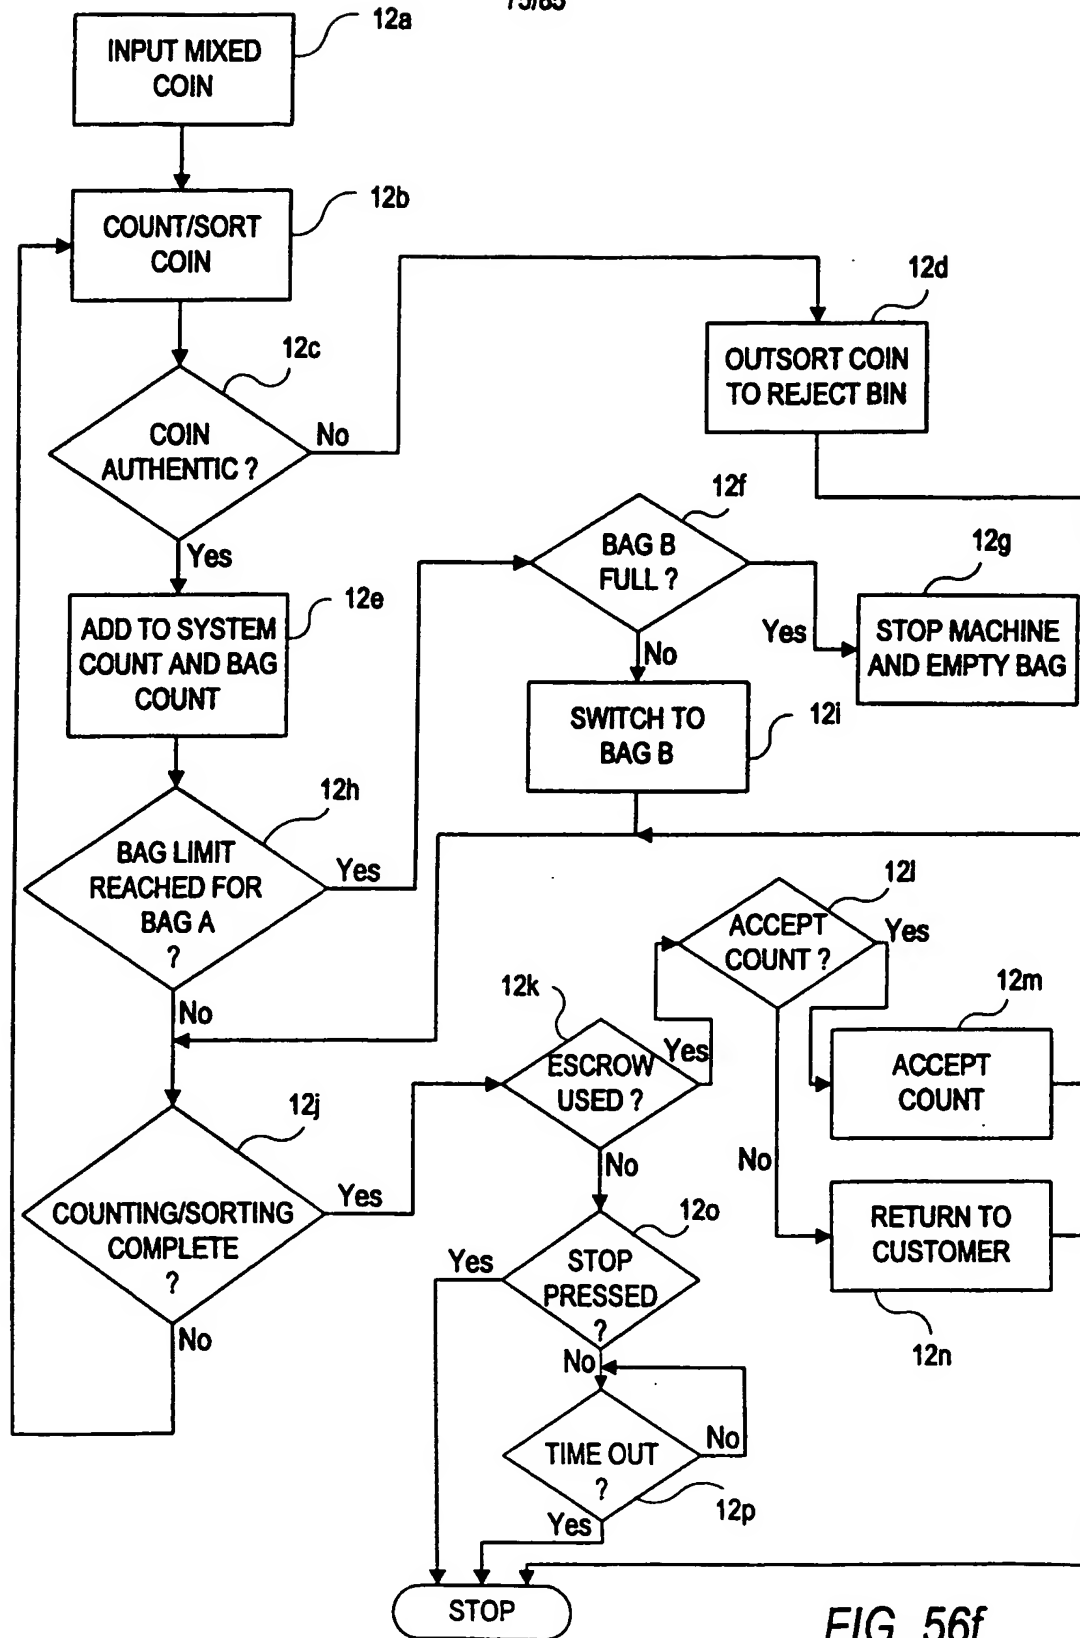 75/85
12a
INPUT MIXED
COIN
12b
COUNT/SORT
COIN
12c
COIN
AUTHENTIC ?
No
Yes
12d
OUTSORT COIN
TO REJECT BIN
12e
ADD TO SYSTEM
COUNT AND BAG
COUNT
12f
BAG B
FULL ?
Yes
No
12g
STOP MACHINE
AND EMPTY BAG
SWITCH TO
BAG B
12i
12h
BAG LIMIT
REACHED FOR
BAG A
?
Yes
No
12l
ACCEPT
COUNT ?
Yes
No
12m
ACCEPT
COUNT
12k
ESCROW
USED ?
Yes
No
12j
COUNTING/SORTING
COMPLETE
?
Yes
No
RETURN TO
CUSTOMER
12n
12o
STOP
PRESSED
?
Yes
No
TIME OUT
?
No
Yes
12p
STOP
FIG. 56f